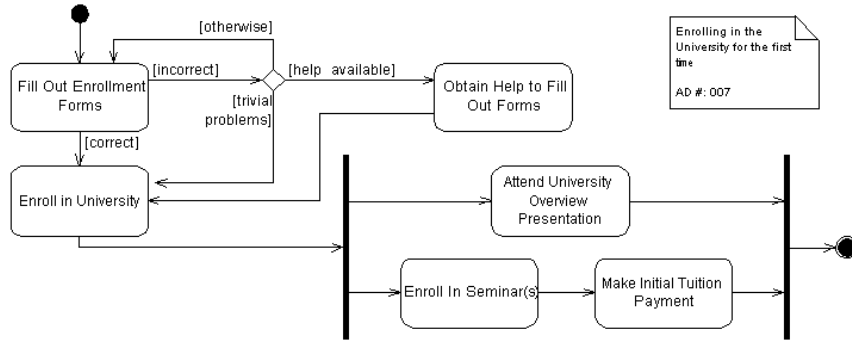 [otherwise]
Enrolling in the
University for the first
time
AD #: 007
[incorrect]
[help available]
Fill Out Enrollment
Forms
Obtain Help to Fill
Out Forms
[trivial
problems]
[correct]
Enroll in University
Attend University
Overview
Presentation
Enroll In Seminar(s)
Make Initial Tuition
Payment